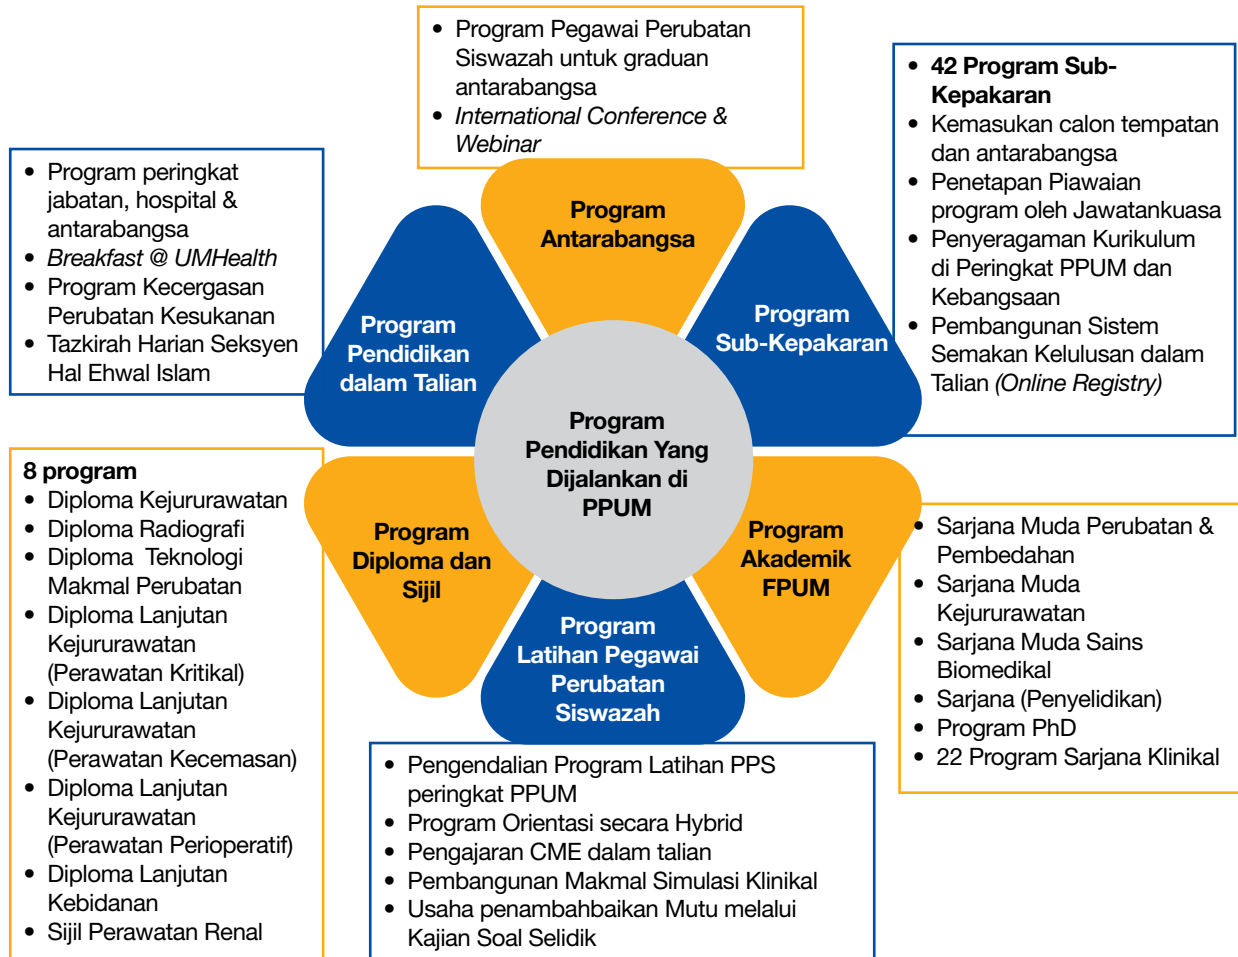 • Program Pegawai Perubatan
Siswazah untuk graduan
antarabangsa
• International Conference &
Webinar
• 42 Program Sub-
Kepakaran
• Kemasukan calon tempatan
dan antarabangsa
• Penetapan Piawaian
program oleh Jawatankuasa
• Penyeragaman Kurikulum
di Peringkat PPUM dan
Kebangsaan
• Pembangunan Sistem
Semakan Kelulusan dalam
Talian (Online Registry)
• Program peringkat
jabatan, hospital &
antarabangsa
• Breakfast @ UMHealth
• Program Kecergasan
Perubatan Kesukanan
• Tazkirah Harian Seksyen
Hal Ehwal Islam
Program
Antarabangsa
Program
Sub-Kepakaran
Program
Pendidikan
dalam Talian
Program
Pendidikan Yang
Dijalankan di
PPUM
Program
Diploma dan
Sijil
Program
Akademik
FPUM
Program
Latihan Pegawai
Perubatan
Siswazah
8 program
• Diploma Kejururawatan
• Diploma Radiografi
• Diploma Teknologi
Makmal Perubatan
• Diploma Lanjutan
Kejururawatan
(Perawatan Kritikal)
• Diploma Lanjutan
Kejururawatan
(Perawatan Kecemasan)
• Diploma Lanjutan
Kejururawatan
(Perawatan Perioperatif)
• Diploma Lanjutan
Kebidanan
• Sijil Perawatan Renal
• Sarjana Muda Perubatan &
Pembedahan
• Sarjana Muda
Kejururawatan
• Sarjana Muda Sains
Biomedikal
• Sarjana (Penyelidikan)
• Program PhD
• 22 Program Sarjana Klinikal
• Pengendalian Program Latihan PPS
peringkat PPUM
• Program Orientasi secara Hybrid
• Pengajaran CME dalam talian
• Pembangunan Makmal Simulasi Klinikal
• Usaha penambahbaikan Mutu melalui
Kajian Soal Selidik